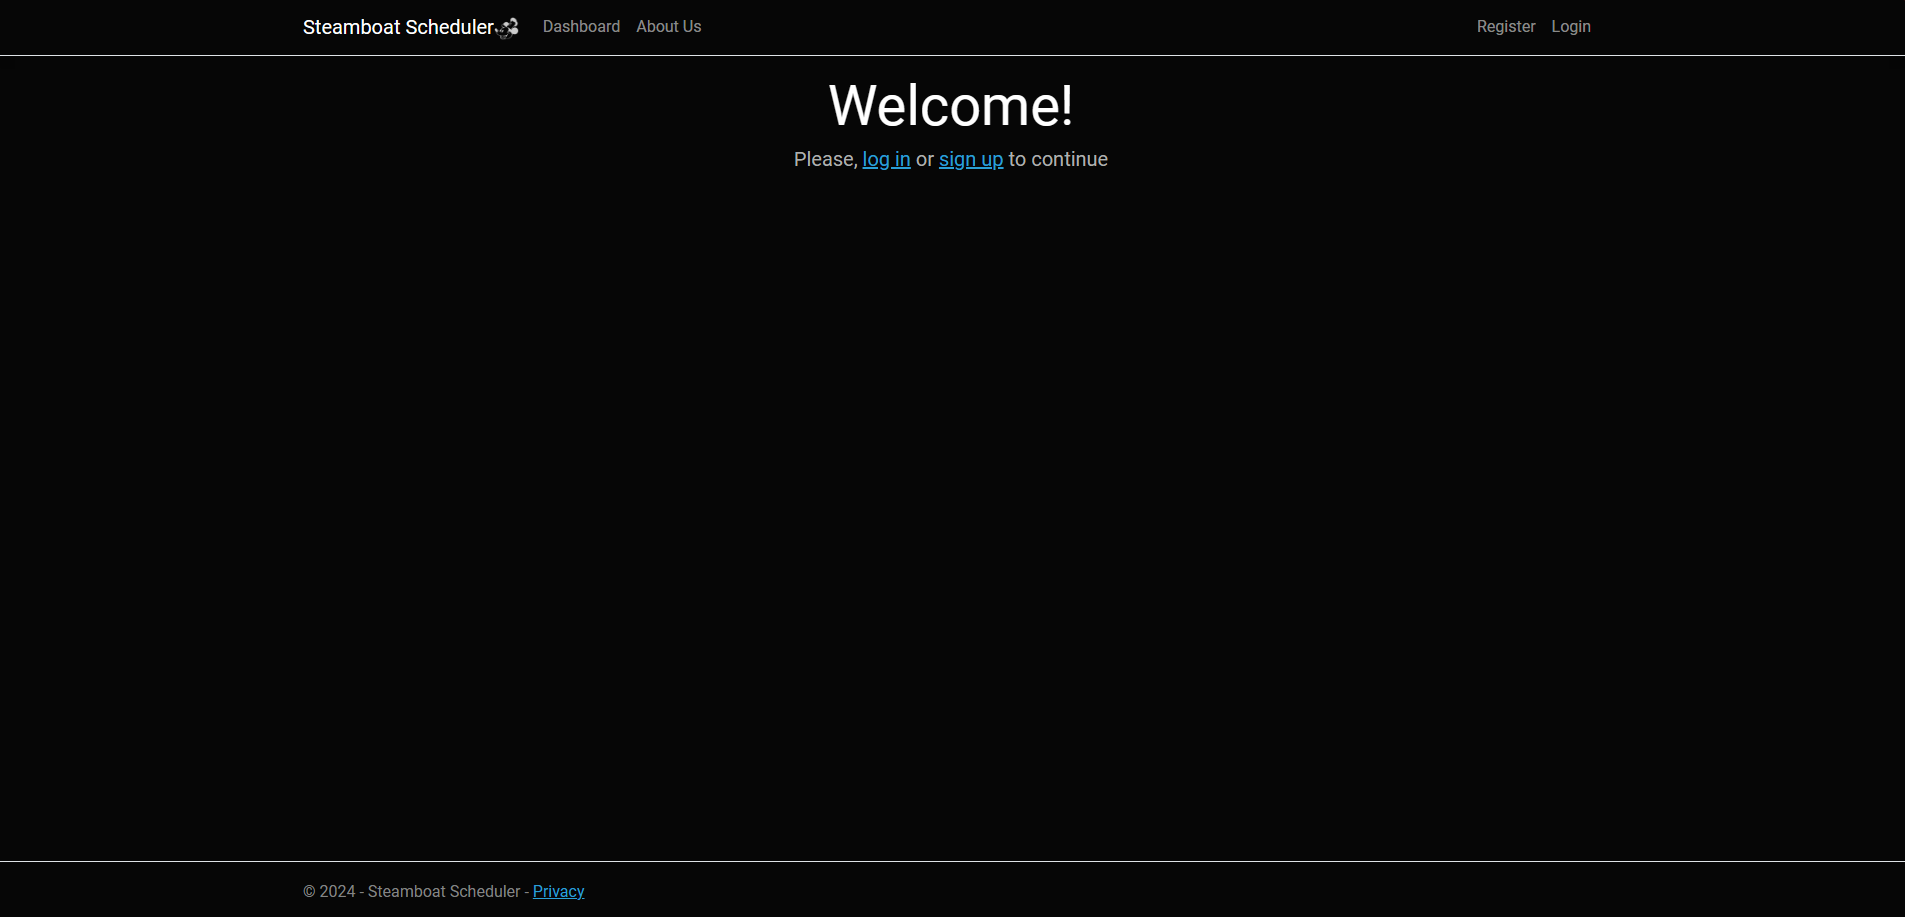 Steamboat Scheduler Dashboard About Us Register Login
Welcome!
Please, log in or sign up to continue
© 2024 - Steamboat Scheduler - Privacy